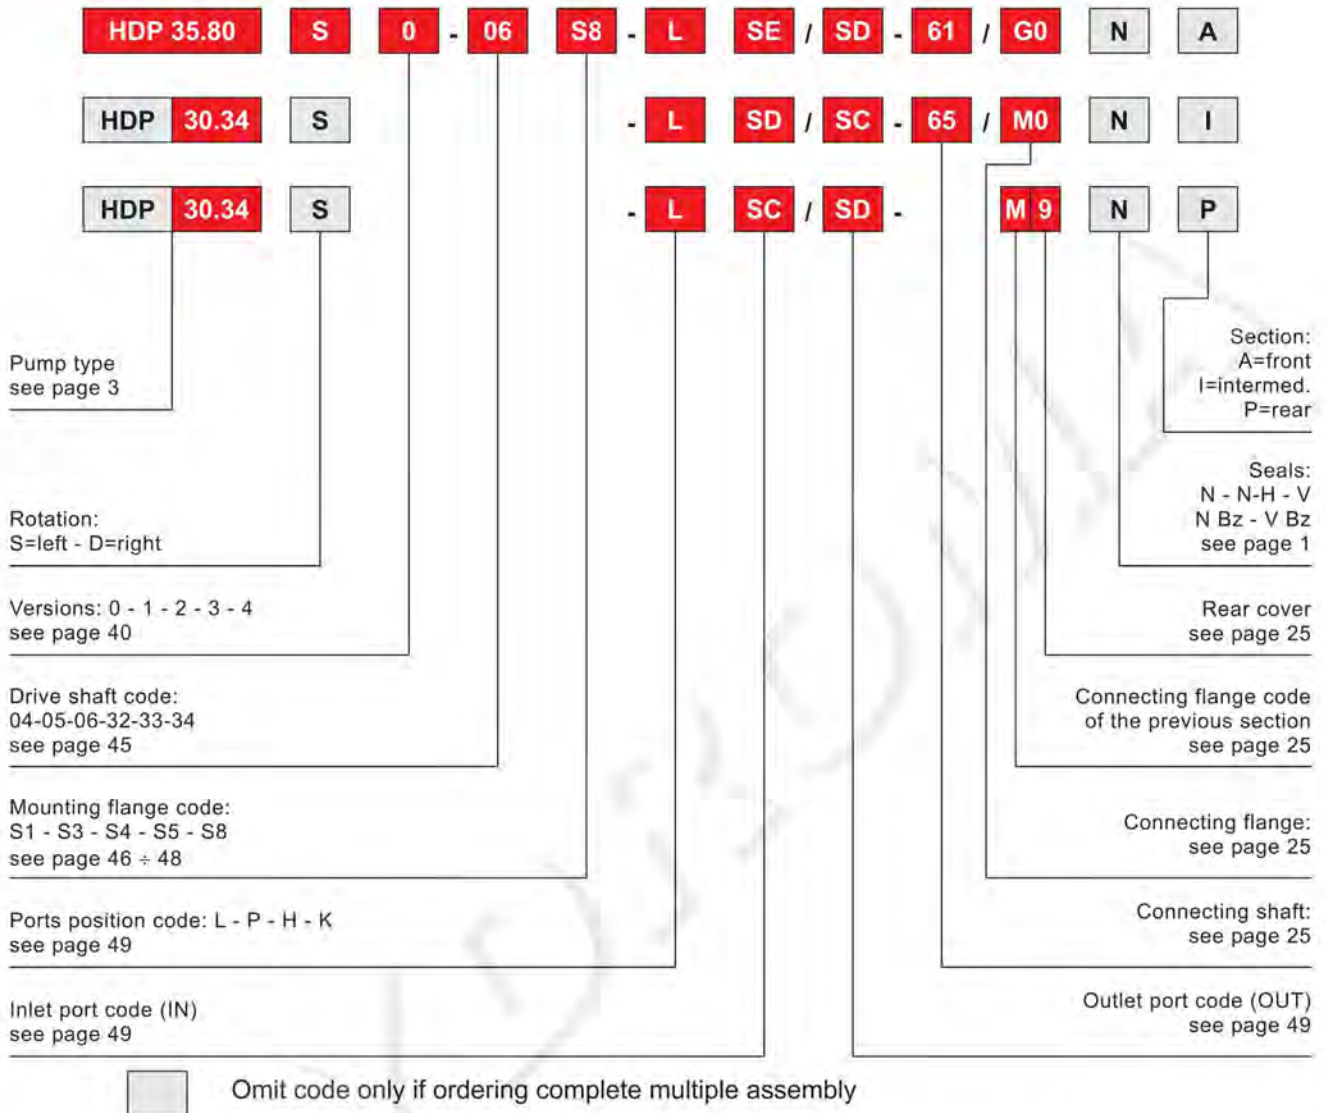 HDP 35.80 S 0 - 06 S8 - L SE / SD - 61 / G0 N A
HDP 30.34 S - L SD / SC - 65 / M0 N I
HDP 30.34 S - L SC / SD - M 9 N P
Pump type
see page 3
Rotation:
S=left - D=right
Versions: 0 - 1 - 2 - 3 - 4
see page 40
Drive shaft code:
04-05-06-32-33-34
see page 45
Mounting flange code:
S1 - S3 - S4 - S5 - S8
see page 46 ÷ 48
Ports position code: L - P - H - K
see page 49
Inlet port code (IN)
see page 49
Section:
A=front
I=intermed.
P=rear
Seals:
N - N-H - V
N Bz - V Bz
see page 1
Rear cover
see page 25
Connecting flange code
of the previous section
see page 25
Connecting flange:
see page 25
Connecting shaft:
see page 25
Outlet port code (OUT)
see page 49
Omit code only if ordering complete multiple assembly